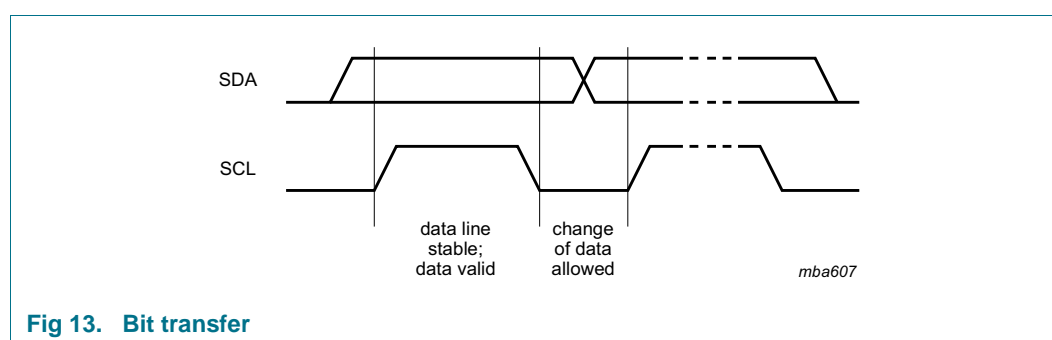 SDA
SCL
data line
stable;
data valid
change
of data
allowed
mba607
Fig 13. Bit transfer